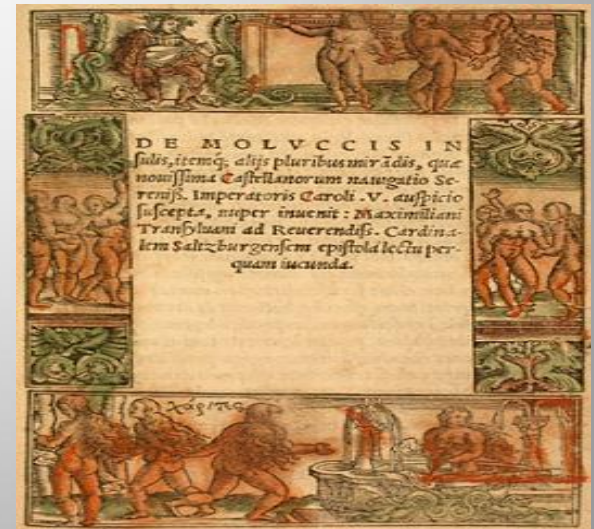 DE MOLVCCIS IN
sulis, itemq; alijs pluribus mirãdis, quæ
nouissima Castellanorum nauigatio Se-
reniss. Imperatoris Caroli .V. auspicio
suscepta, nuper inuenit: Maximiliani
Transyluani ad Reuerendiss. Cardina-
lem Saltzburgensem epistola lectu per-
quam iucunda.
χάριτες